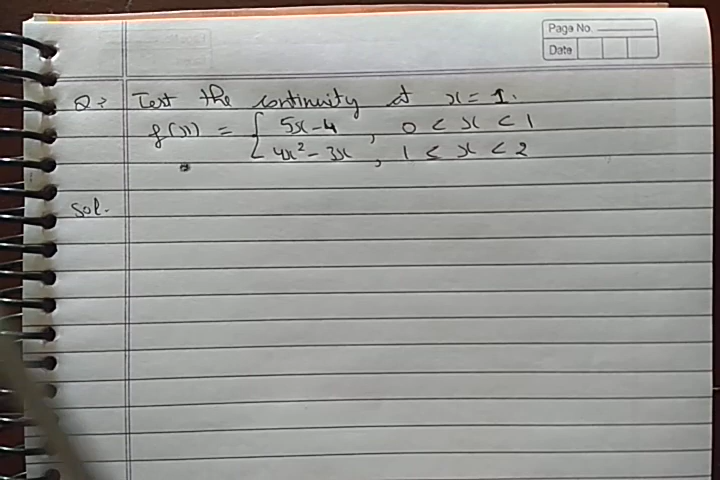 Page No.
Date
Q? Test the continuity at x = 1.
f(x) = { 5x-4 , 0 < x < 1
4x² - 3x , 1 < x < 2
Sol.